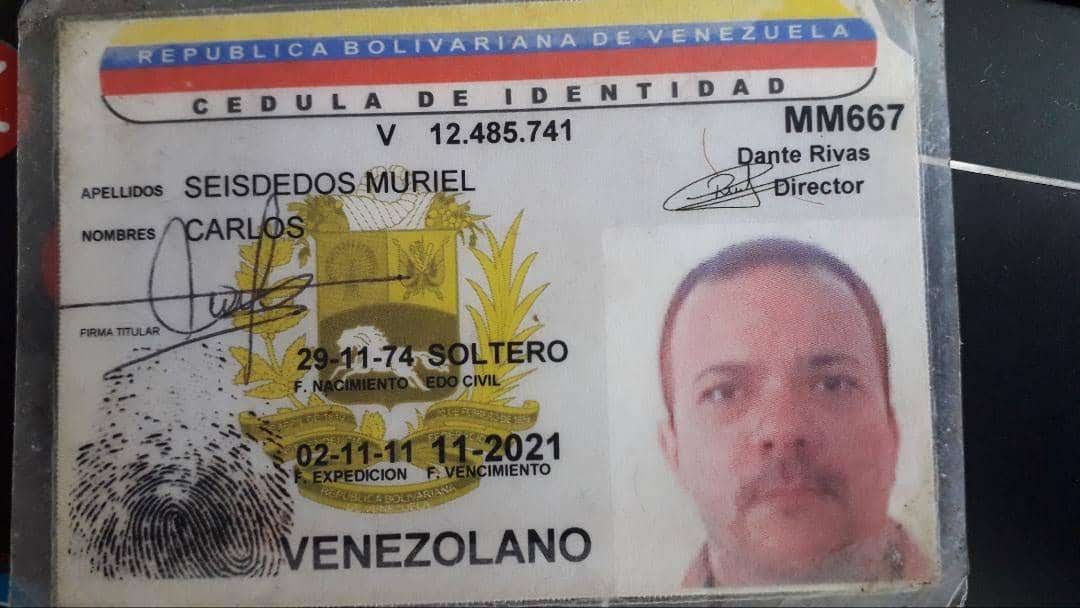 REPUBLICA BOLIVARIANA DE VENEZUELA
CEDULA DE IDENTIDAD
V 12.485.741
MM667
Dante Rivas
Director
APELLIDOS SEISDEDOS MURIEL
NOMBRES CARLOS
FIRMA TITULAR
29-11-74 SOLTERO
F. NACIMIENTO EDO CIVIL
02-11-11 11-2021
F. EXPEDICION F. VENCIMIENTO
REPUBLICA BOLIVARIANA
DE VENEZUELA
VENEZOLANO